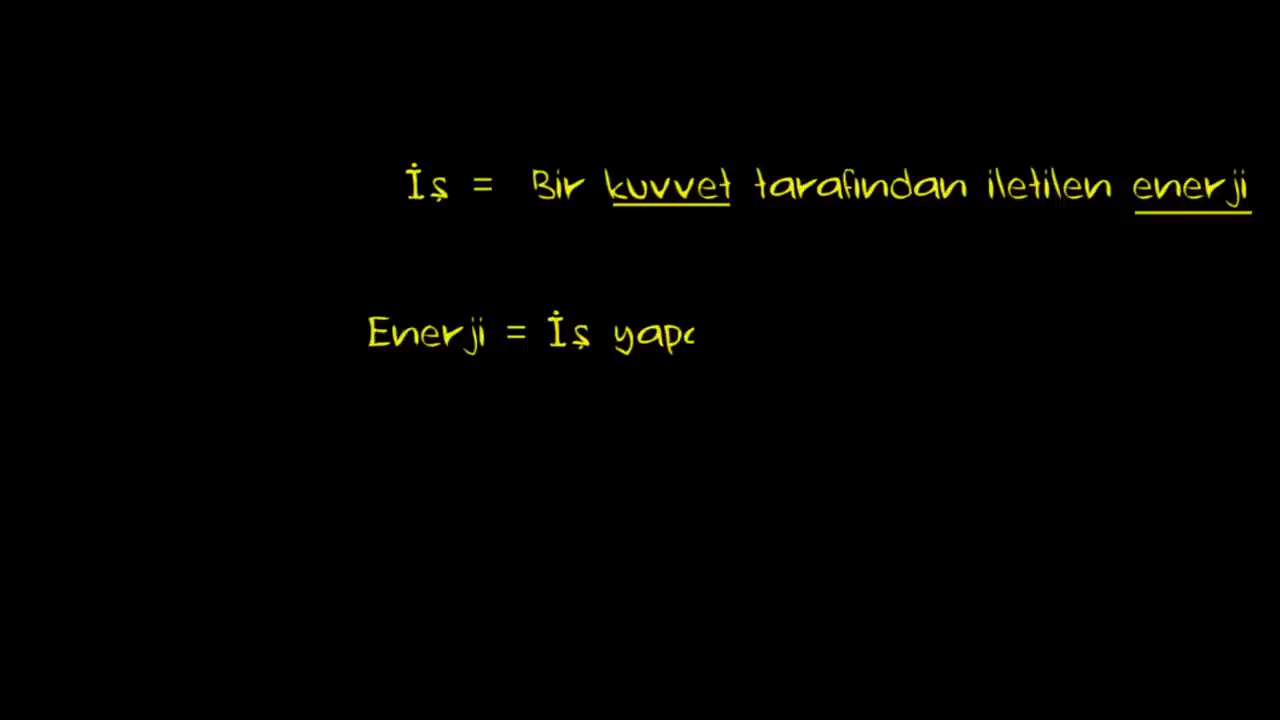 İş = Bir kuvvet tarafından iletilen enerji
Enerji = İş